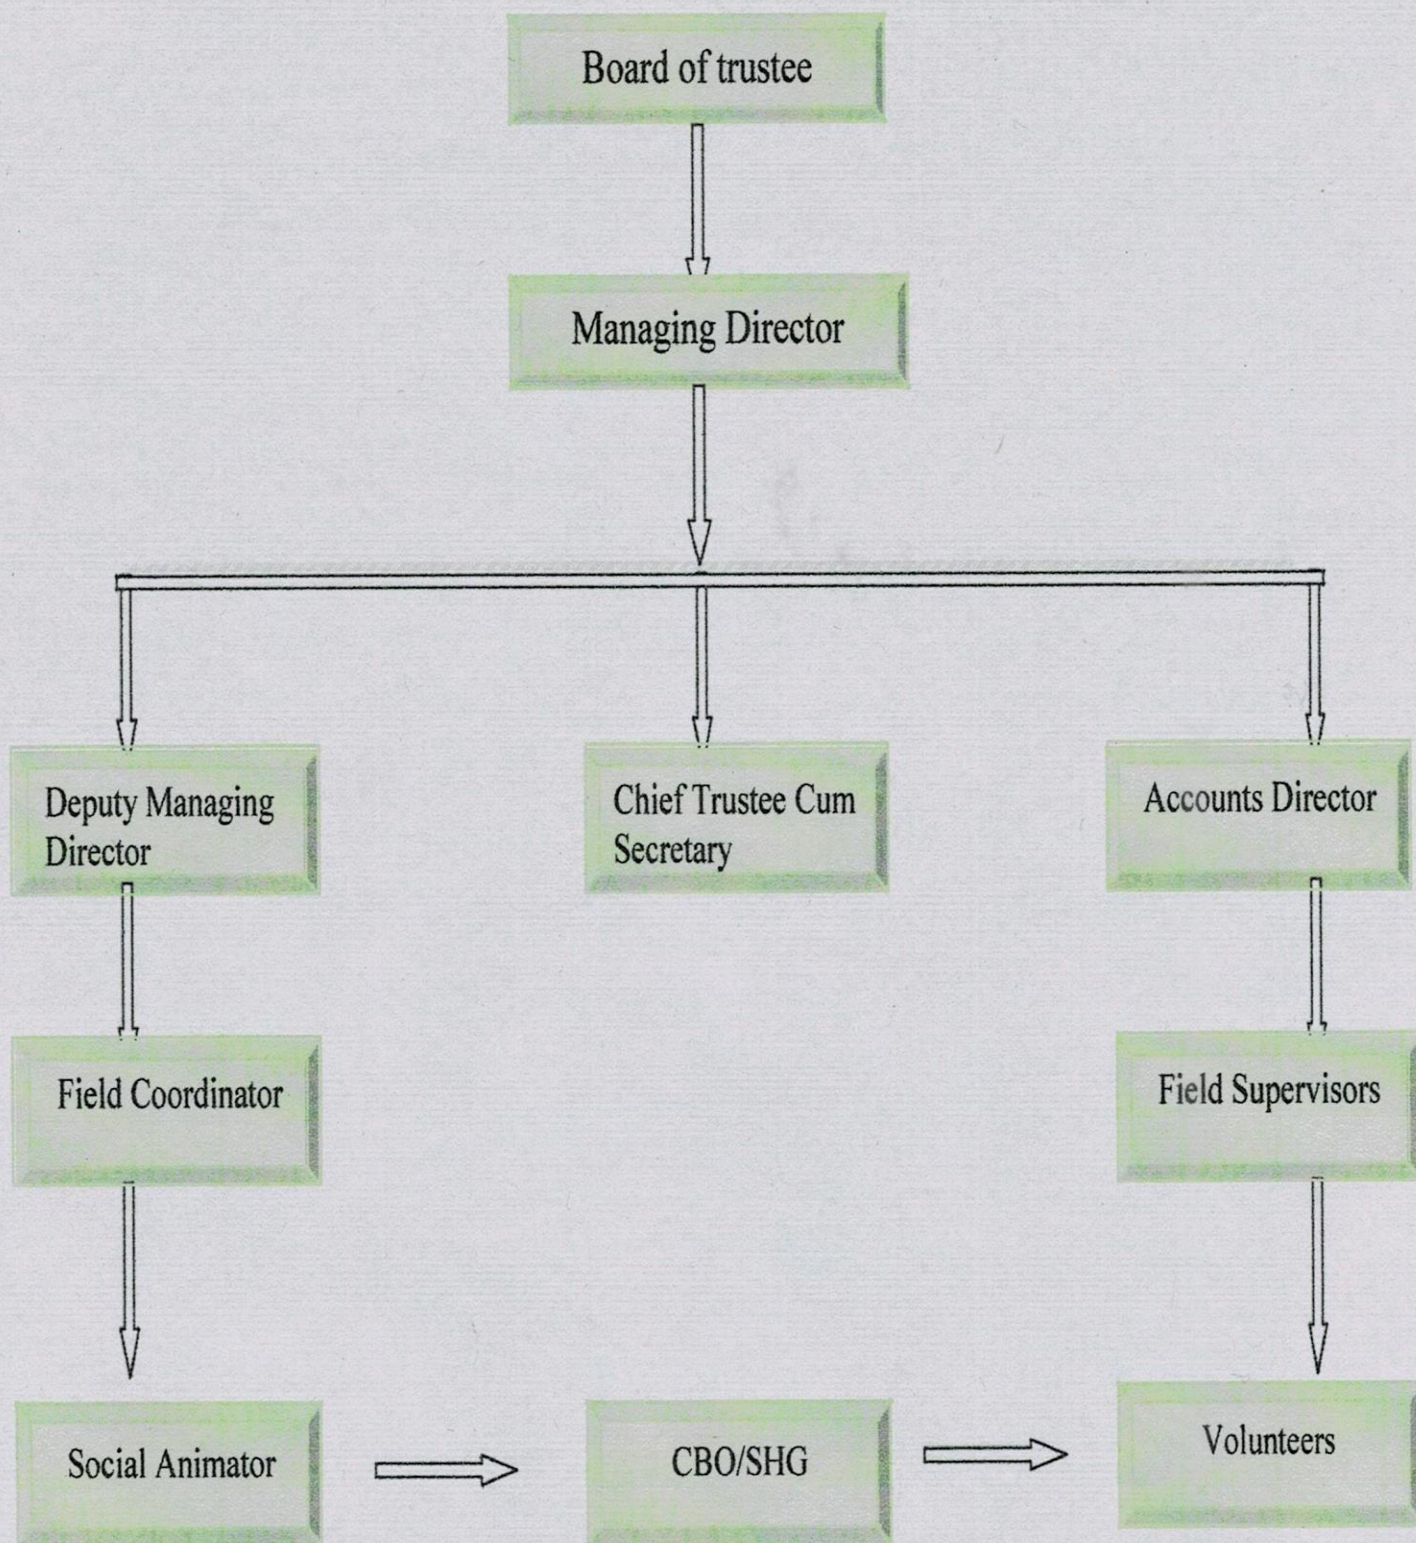 Board of trustee
Managing Director
Deputy Managing
Director
Chief Trustee Cum
Secretary
Accounts Director
Field Coordinator
Field Supervisors
Social Animator
CBO/SHG
Volunteers